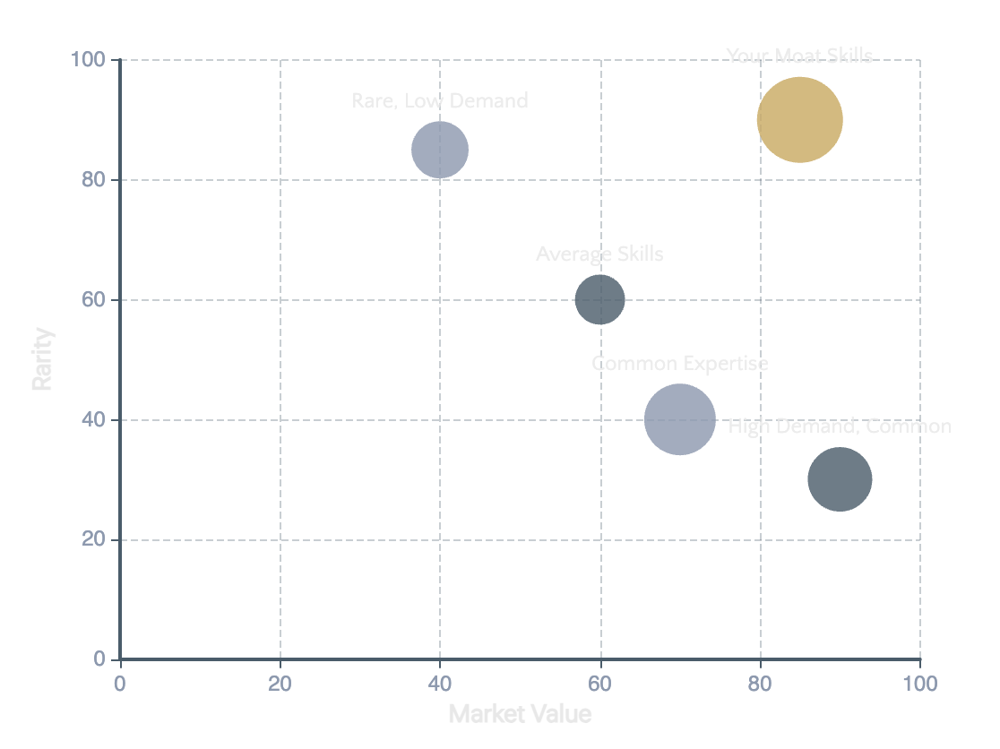 Your Moat Skills
100
Rare, Low Demand
80
Average Skills
60
Rarity
Common Expertise
40
High Demand, Common
20
0
0 20 40 60 80 100
Market Value